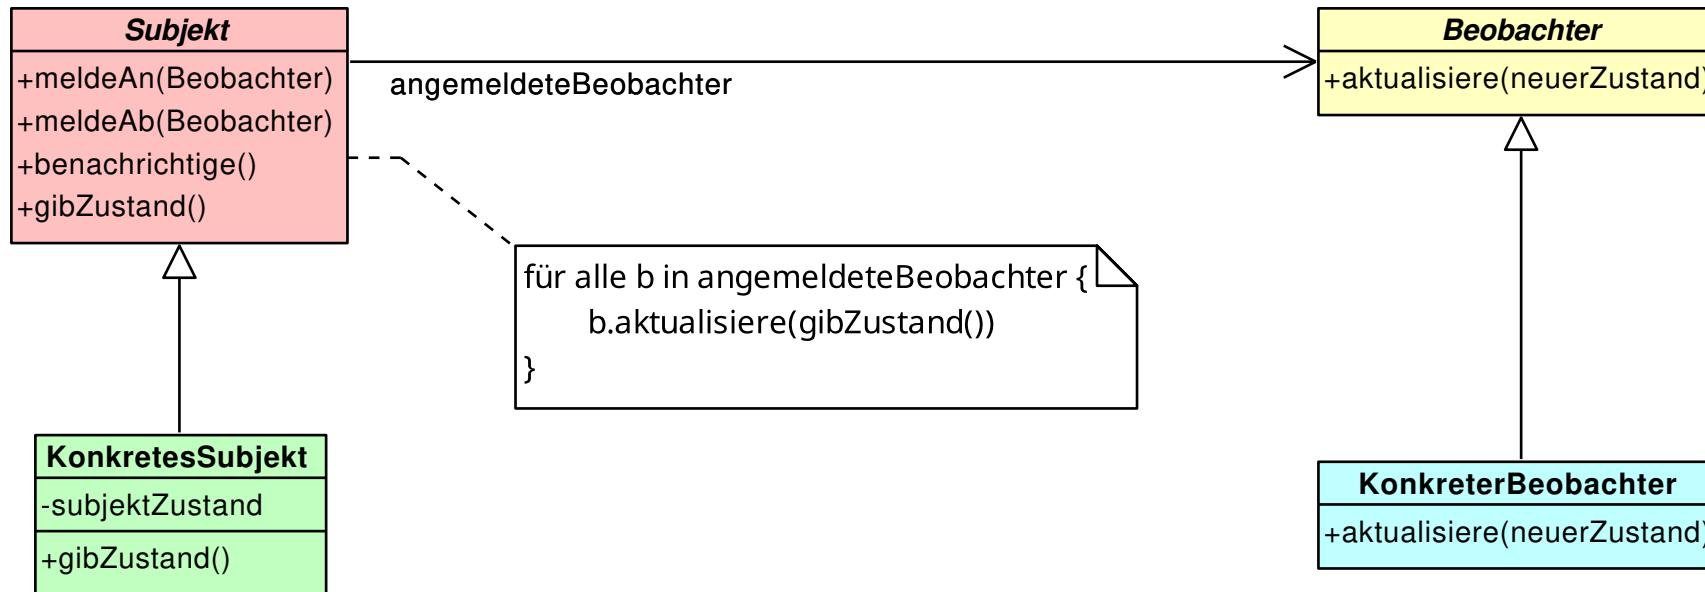 Subjekt
+meldeAn(Beobachter)
+meldeAb(Beobachter)
+benachrichtige()
+gibZustand()
angemeldeteBeobachter
Beobachter
+aktualisiere(neuerZustand)
für alle b in angemeldeteBeobachter {
b.aktualisiere(gibZustand())
}
KonkretesSubjekt
-subjektZustand
+gibZustand()
KonkreterBeobachter
+aktualisiere(neuerZustand)